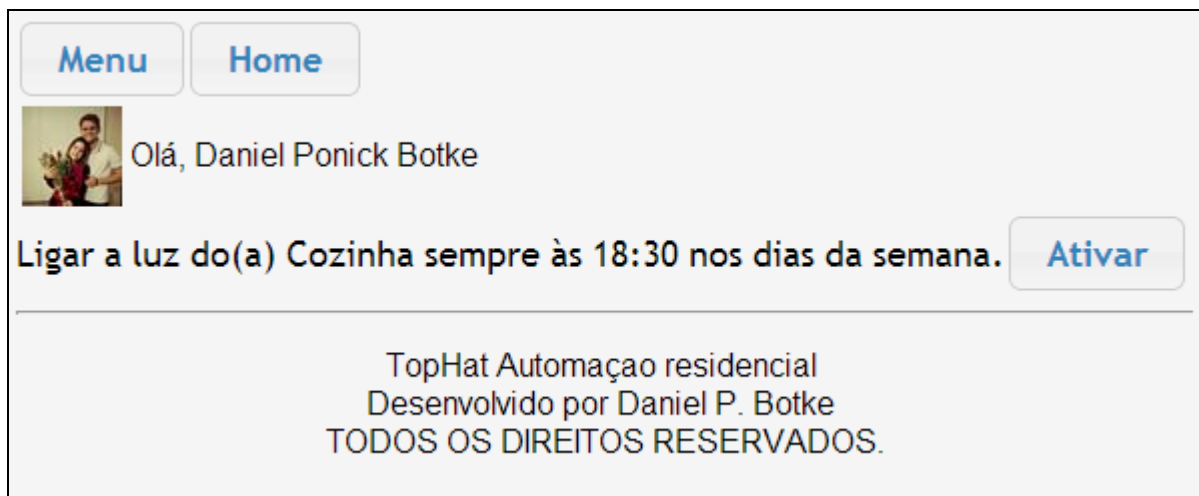 Menu Home
Olá, Daniel Ponick Botke
Ligar a luz do(a) Cozinha sempre às 18:30 nos dias da semana. Ativar
TopHat Automaçao residencial
Desenvolvido por Daniel P. Botke
TODOS OS DIREITOS RESERVADOS.